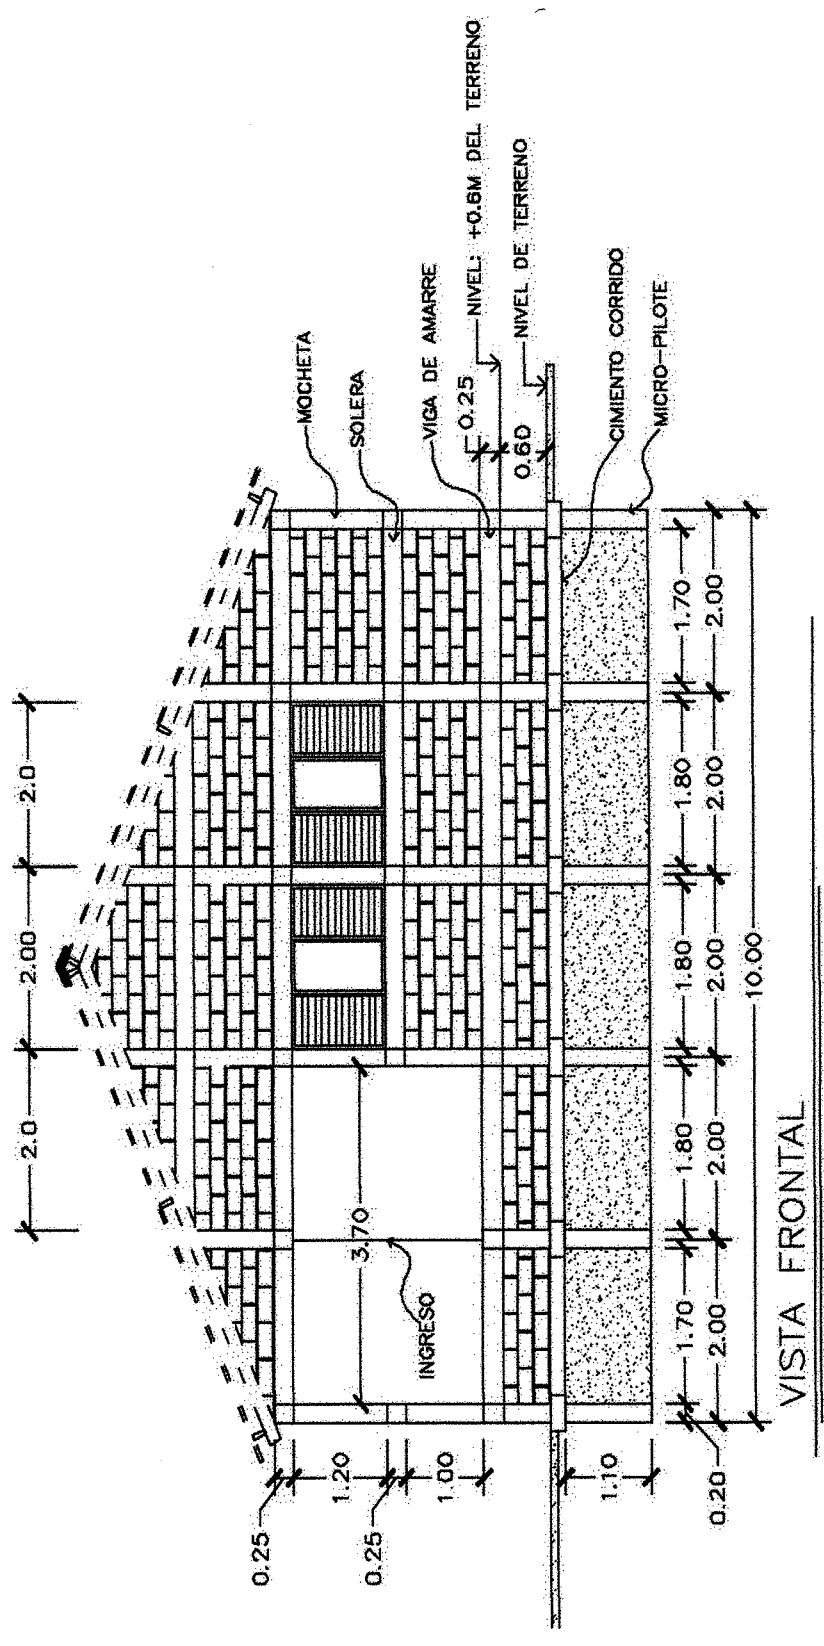 2.0
2.00
2.0
MOCHETA
SOLERA
VIGA DE AMARRE
0.25
NIVEL: +0.6M DEL TERRENO
0.60
NIVEL DE TERRENO
CIMIENTO CORRIDO
MICRO-PILOTE
0.25
1.20
0.25
1.00
1.10
3.70
INGRESO
0.20
1.70
1.80
1.80
1.80
1.70
2.00
2.00
2.00
2.00
2.00
10.00
VISTA FRONTAL